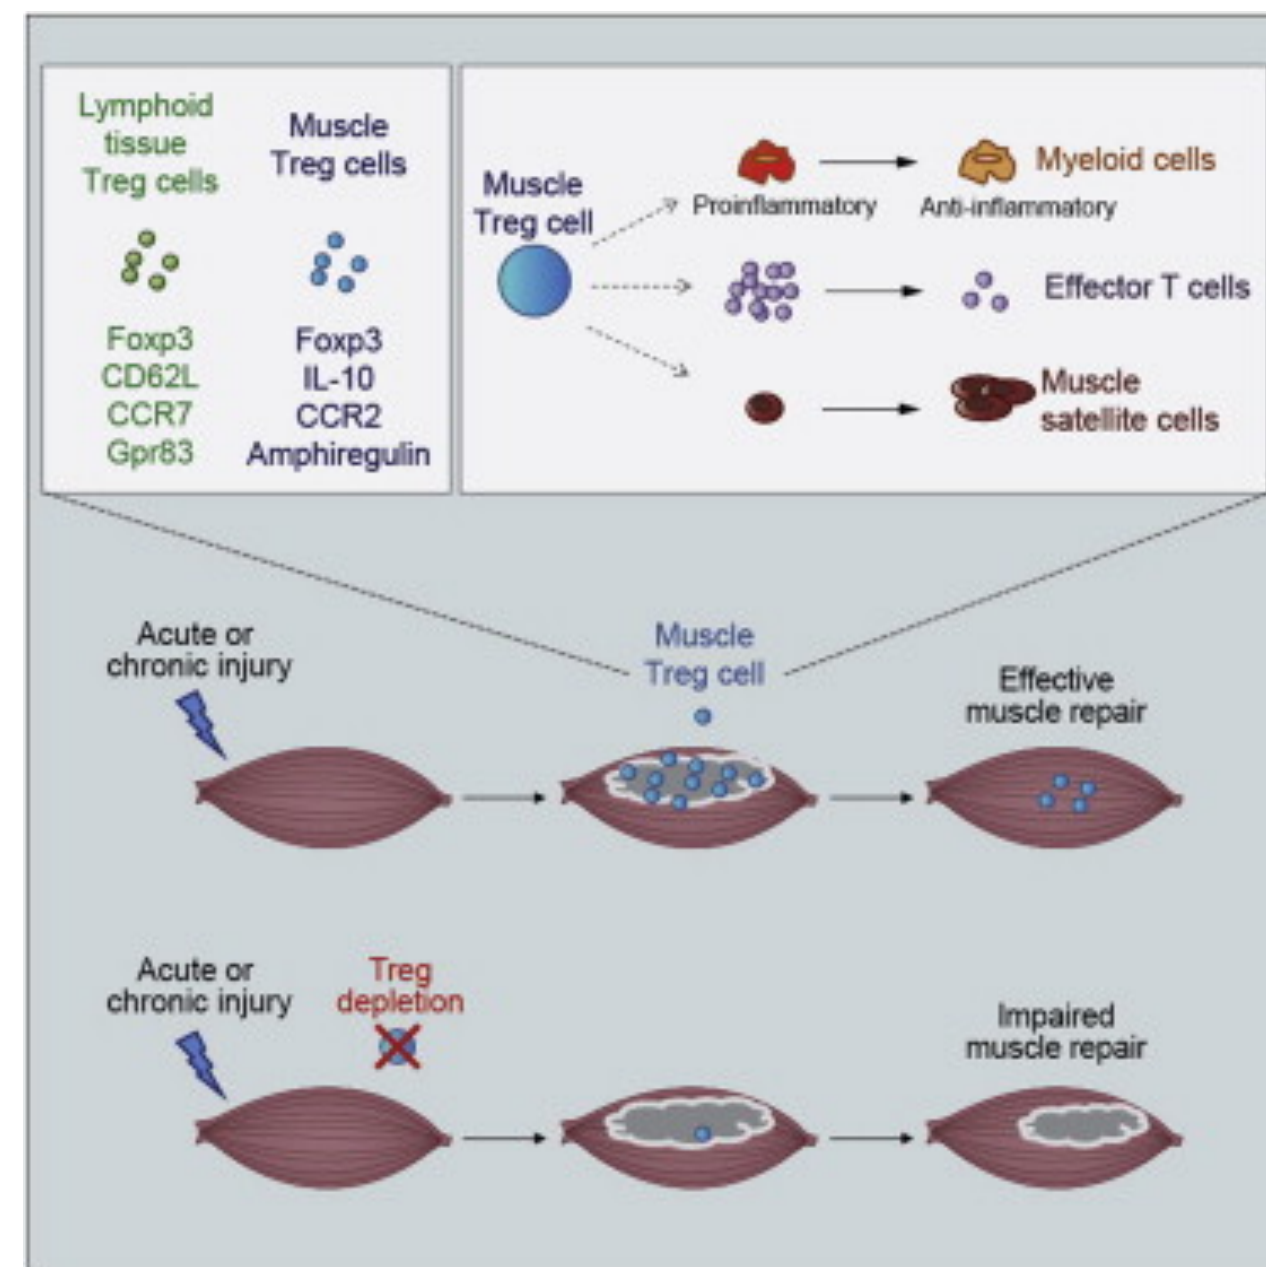 Lymphoid
tissue
Treg cells
Muscle
Treg cells
Foxp3
CD62L
CCR7
Gpr83
Foxp3
IL-10
CCR2
Amphiregulin
Muscle
Treg cell
Proinflammatory
Anti-inflammatory
Myeloid cells
Effector T cells
Muscle
satellite cells
Acute or
chronic injury
Muscle
Treg cell
Effective
muscle repair
Acute or
chronic injury
Treg
depletion
Impaired
muscle repair